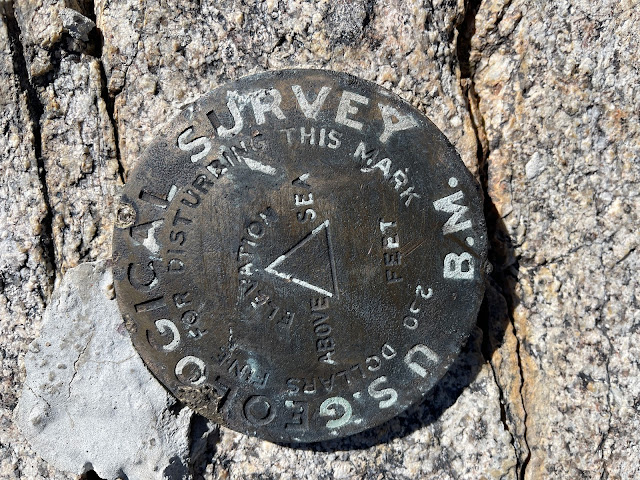 U.S. GEOLOGICAL SURVEY
B.M.
250 DOLLARS FINE FOR DISTURBING THIS MARK
ELEVATION
ABOVE SEA
FEET